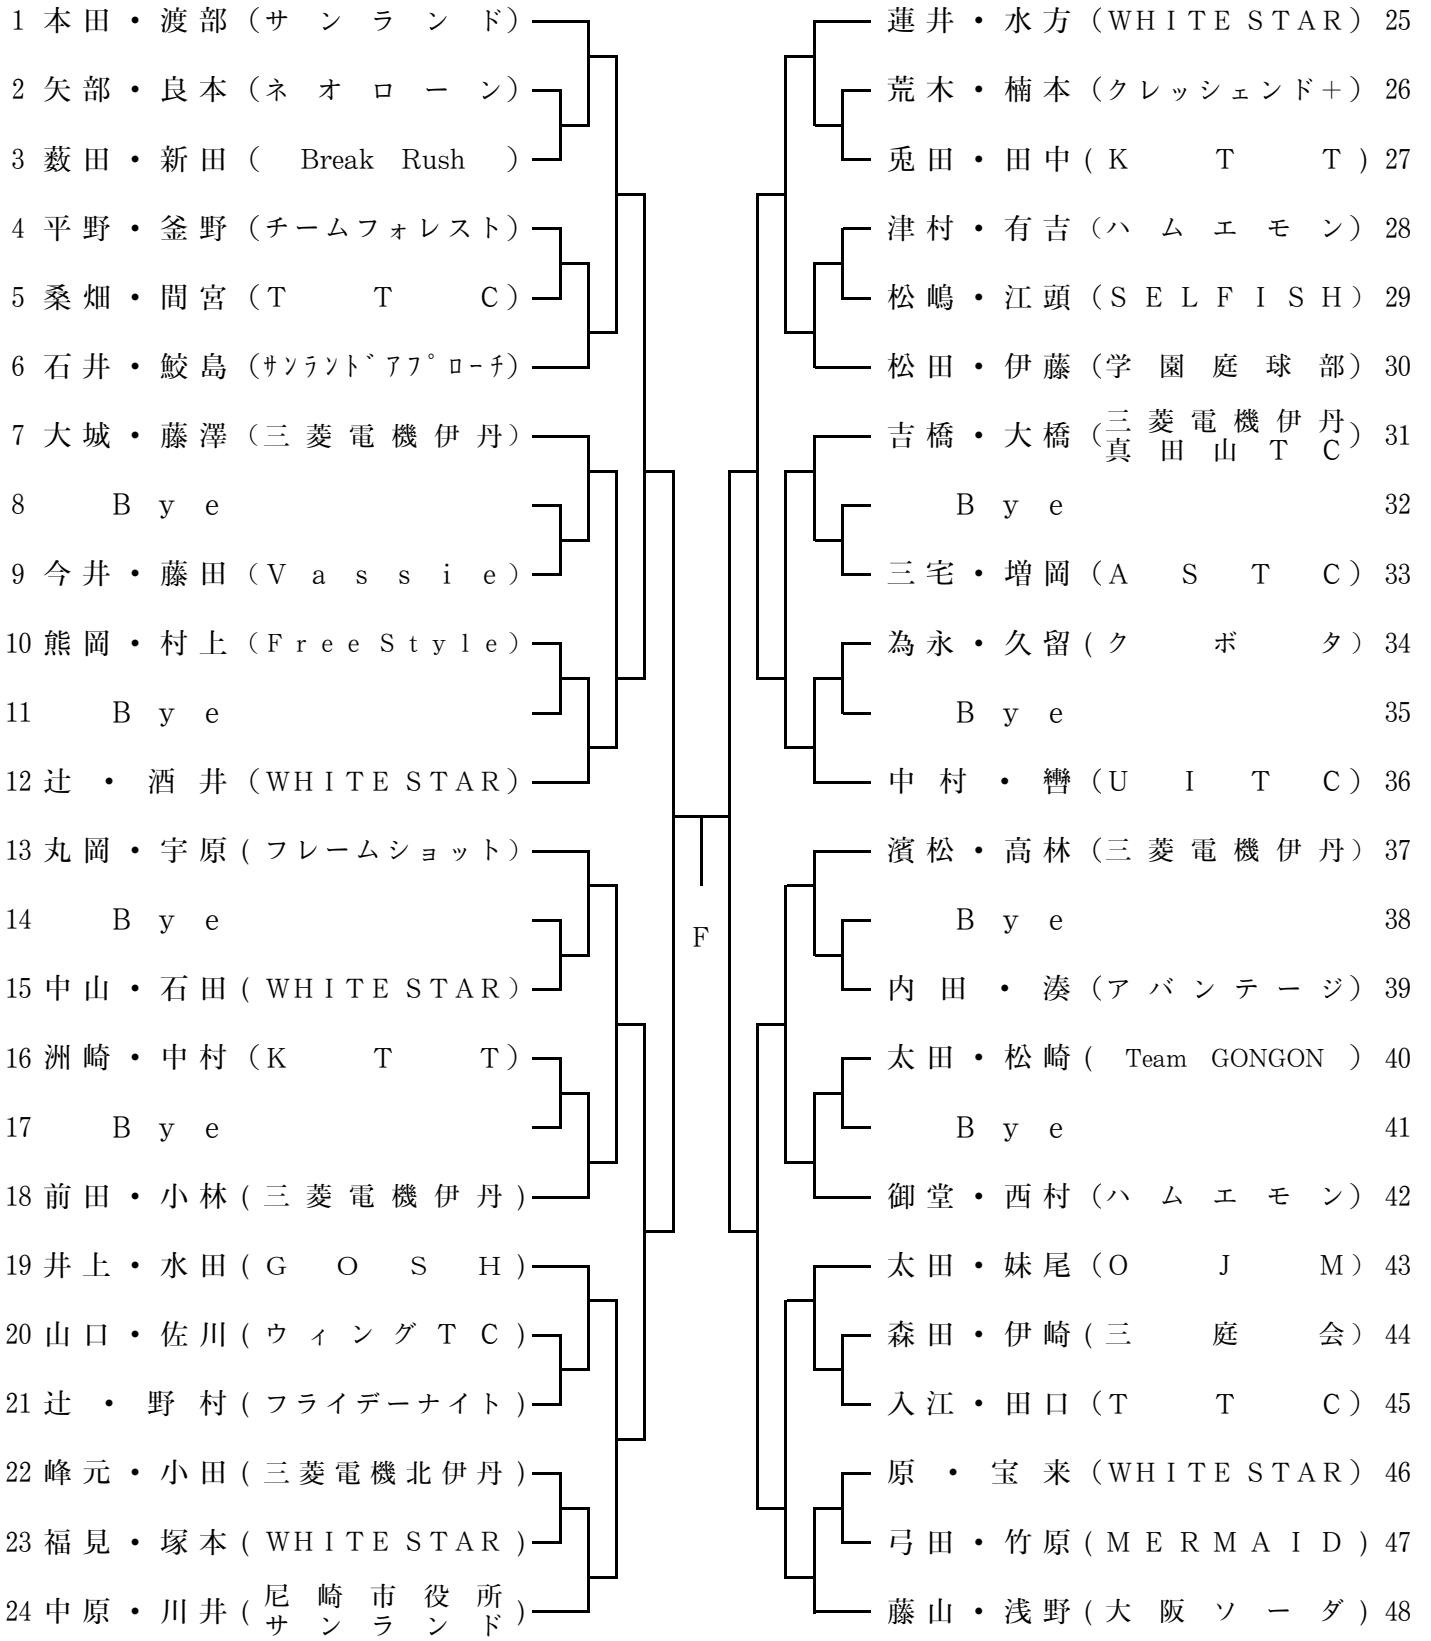 1 本田・渡部(サンランド)
2 矢部・良本(ネオローン)
3 薮田・新田( Break Rush )
4 平野・釜野(チームフォレスト)
5 桑畑・間宮(TTC)
6 石井・鮫島(ｻﾝﾗﾝﾄﾞｱﾌﾟﾛｰﾁ)
7 大城・藤澤(三菱電機伊丹)
8 Bye
9 今井・藤田(Vassie)
10 熊岡・村上(FreeStyle)
11 Bye
12 辻・酒井(WHITE STAR)
13 丸岡・宇原(フレームショット)
14 Bye
15 中山・石田(WHITE STAR)
16 洲崎・中村(KTT)
17 Bye
18 前田・小林(三菱電機伊丹)
19 井上・水田(GOSH)
20 山口・佐川(ウィングTC)
21 辻・野村(フライデーナイト)
22 峰元・小田(三菱電機北伊丹)
23 福見・塚本(WHITE STAR)
24 中原・川井(尼崎市役所
サンランド)
F
蓮井・水方(WHITE STAR) 25
荒木・楠本(クレッシェンド＋) 26
兎田・田中(KTT) 27
津村・有吉(ハムエモン) 28
松嶋・江頭(SELFISH) 29
松田・伊藤(学園庭球部) 30
吉橋・大橋(三菱電機伊丹
真田山TC) 31
Bye 32
三宅・増岡(ASTC) 33
為永・久留(クボタ) 34
Bye 35
中村・轡(UITC) 36
濱松・高林(三菱電機伊丹) 37
Bye 38
内田・湊(アバンテージ) 39
太田・松崎( Team GONGON ) 40
Bye 41
御堂・西村(ハムエモン) 42
太田・妹尾(OJM) 43
森田・伊崎(三庭会) 44
入江・田口(TTC) 45
原・宝来(WHITE STAR) 46
弓田・竹原(MERMAID) 47
藤山・浅野(大阪ソーダ) 48